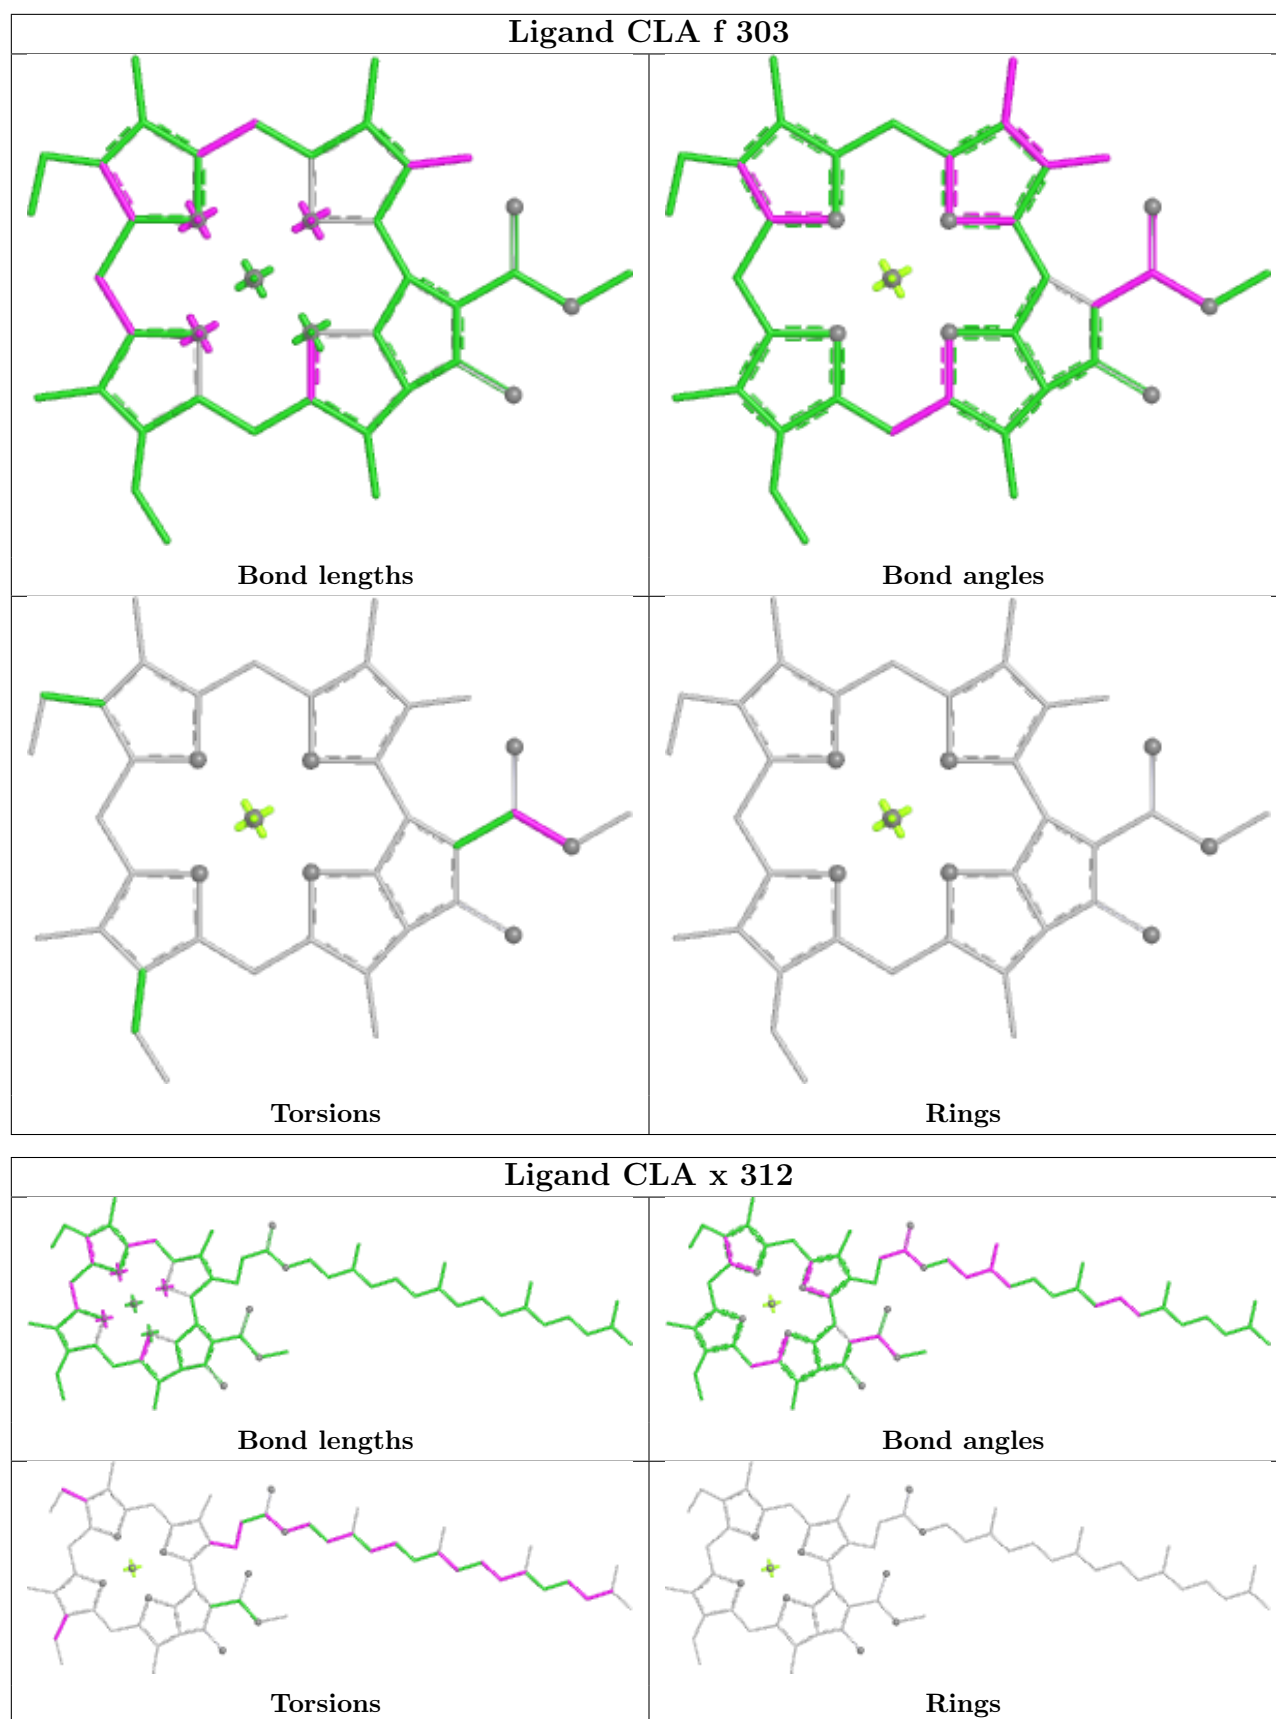 Ligand CLA f 303
Bond lengths
Bond angles
Torsions
Rings
Ligand CLA x 312
Bond lengths
Bond angles
Torsions
Rings